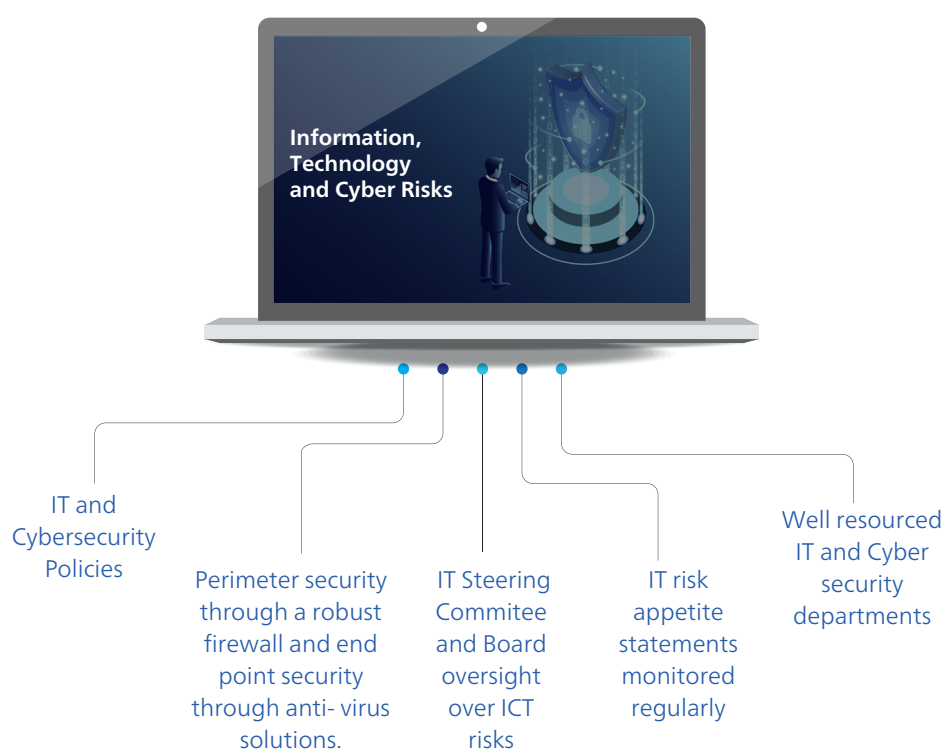 Information,
Technology
and Cyber Risks
IT and
Cybersecurity
Policies
Perimeter security
through a robust
firewall and end
point security
through anti- virus
solutions.
IT Steering
Commitee
and Board
oversight
over ICT
risks
IT risk
appetite
statements
monitored
regularly
Well resourced
IT and Cyber
security
departments